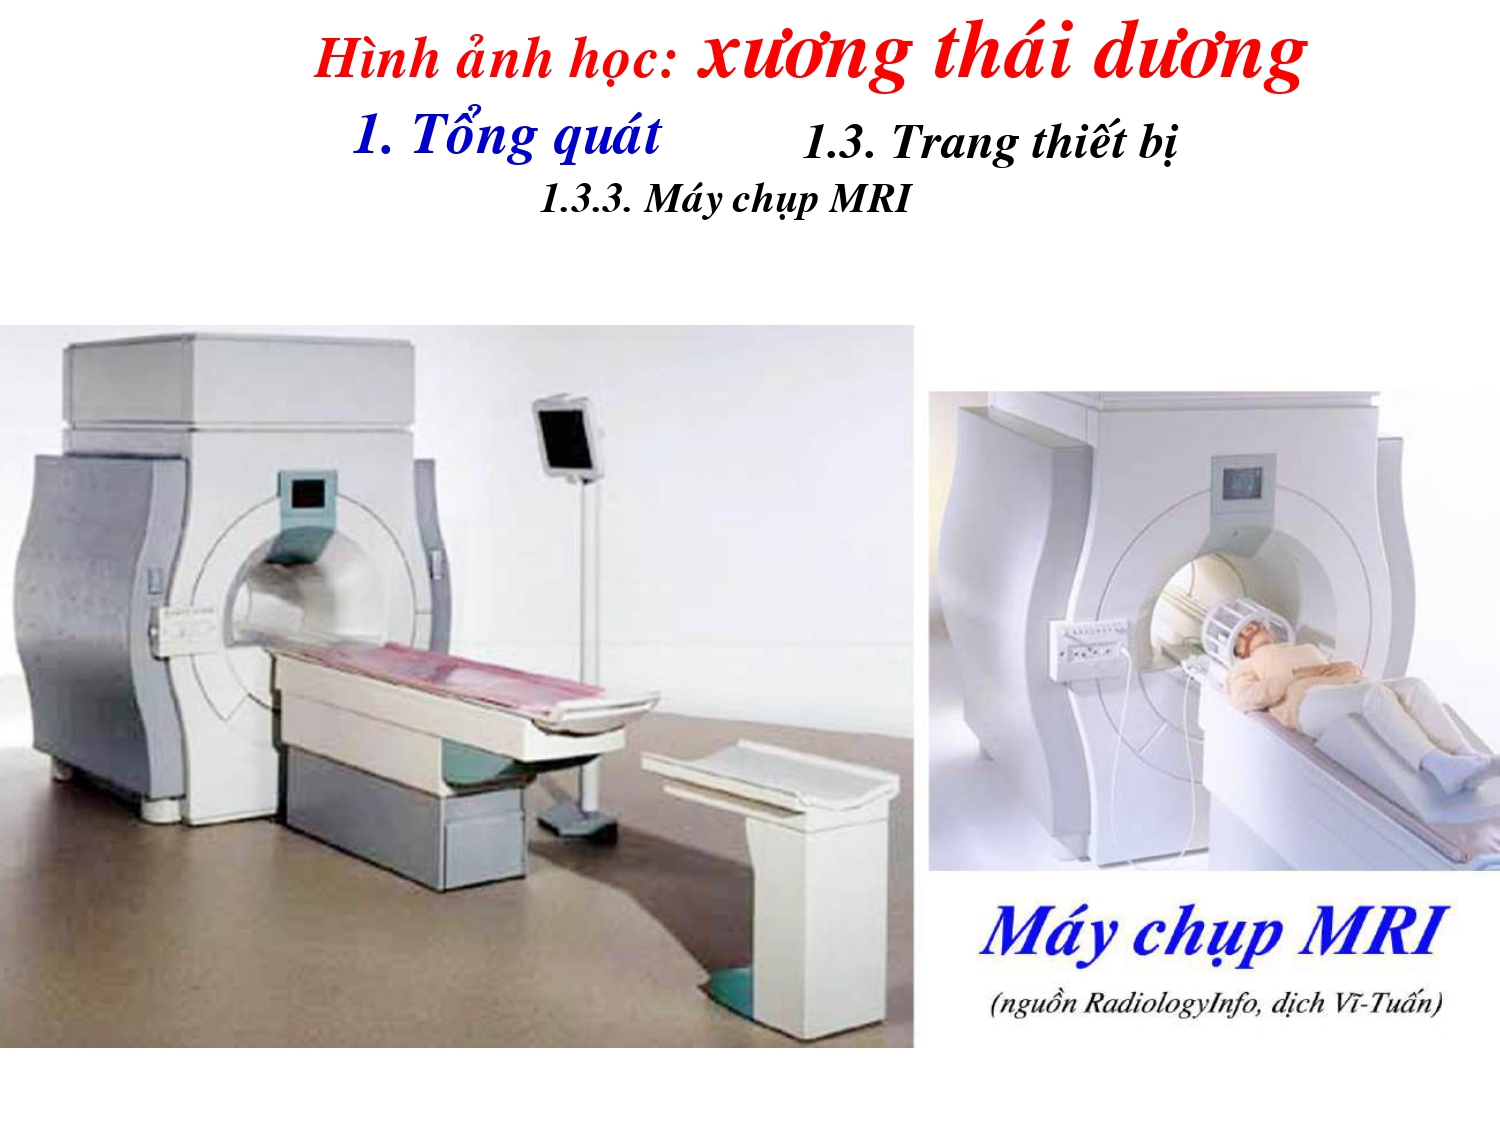 Hình ảnh học: xương thái dương
1. Tổng quát
1.3. Trang thiết bị
1.3.3. Máy chụp MRI
Máy chụp MRI
(nguồn RadiologyInfo, dịch Vĩ-Tuấn)